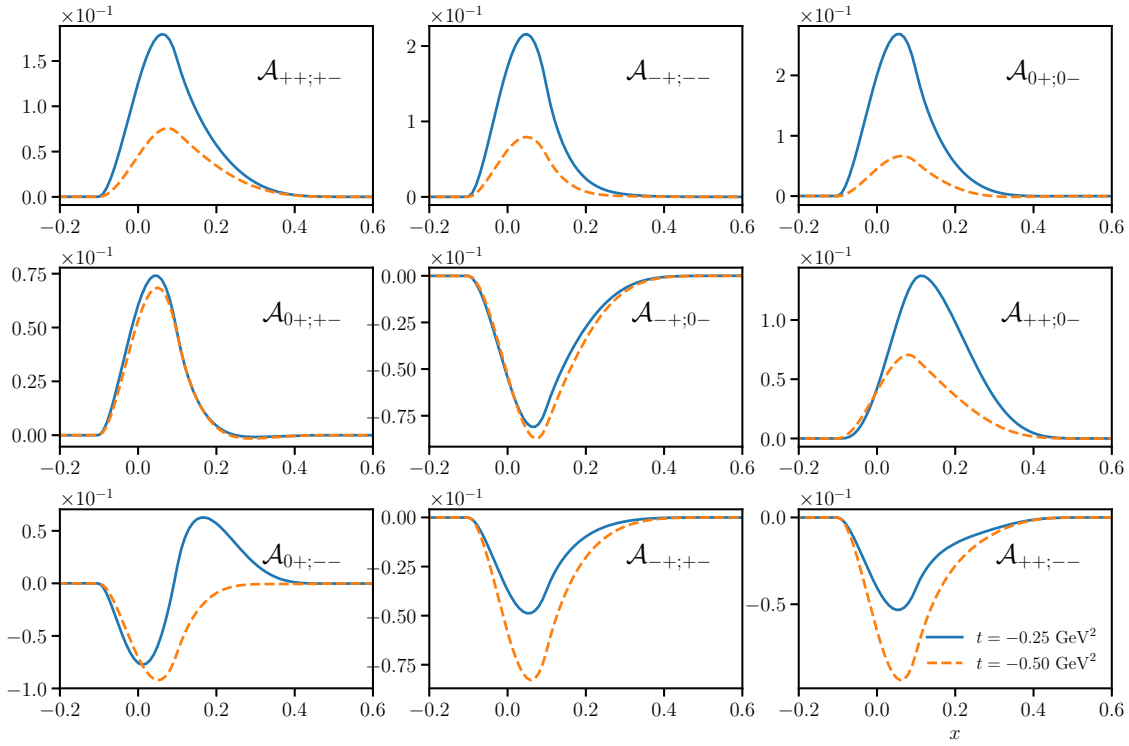 ×10⁻¹ ×10⁻¹ ×10⁻¹
1.5
1.0
0.5
0.0
𝒜₊₊;₊₋
−0.2 0.0 0.2 0.4 0.6
2
1
0
𝒜₋₊;₋₋
−0.2 0.0 0.2 0.4 0.6
2
1
0
𝒜₀₊;₀₋
−0.2 0.0 0.2 0.4 0.6
×10⁻¹ ×10⁻¹ ×10⁻¹
0.75
0.50
0.25
0.00
𝒜₀₊;₊₋
−0.2 0.0 0.2 0.4 0.6
0.00
−0.25
−0.50
−0.75
𝒜₋₊;₀₋
−0.2 0.0 0.2 0.4 0.6
1.0
0.5
0.0
𝒜₊₊;₀₋
−0.2 0.0 0.2 0.4 0.6
×10⁻¹ ×10⁻¹ ×10⁻¹
0.5
0.0
−0.5
−1.0
𝒜₀₊;₋₋
−0.2 0.0 0.2 0.4 0.6
0.00
−0.25
−0.50
−0.75
𝒜₋₊;₊₋
−0.2 0.0 0.2 0.4 0.6
0.0
−0.5
𝒜₊₊;₋₋
t = −0.25 GeV²
t = −0.50 GeV²
−0.2 0.0 0.2 0.4 0.6
x